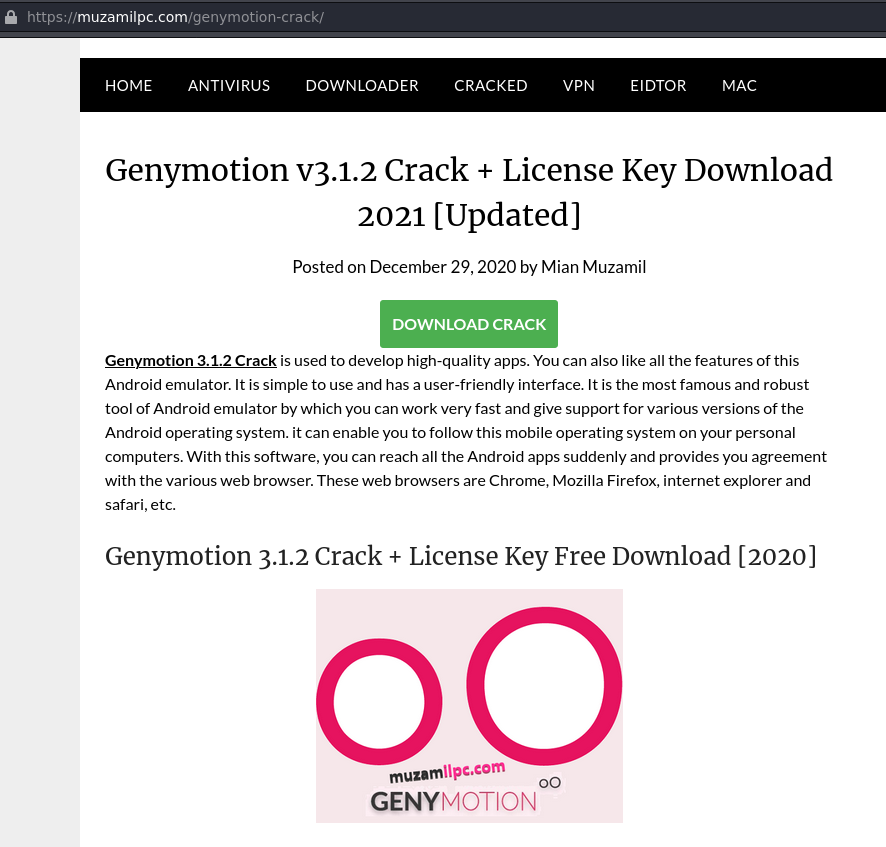 https://muzamilpc.com/genymotion-crack/
HOME ANTIVIRUS DOWNLOADER CRACKED VPN EIDTOR MAC
Genymotion v3.1.2 Crack + License Key Download
2021 [Updated]
Posted on December 29, 2020 by Mian Muzamil
DOWNLOAD CRACK
Genymotion 3.1.2 Crack is used to develop high-quality apps. You can also like all the features of this
Android emulator. It is simple to use and has a user-friendly interface. It is the most famous and robust
tool of Android emulator by which you can work very fast and give support for various versions of the
Android operating system. it can enable you to follow this mobile operating system on your personal
computers. With this software, you can reach all the Android apps suddenly and provides you agreement
with the various web browser. These web browsers are Chrome, Mozilla Firefox, internet explorer and
safari, etc.
Genymotion 3.1.2 Crack + License Key Free Download [2020]
muzamilpc.com
GENYMOTION